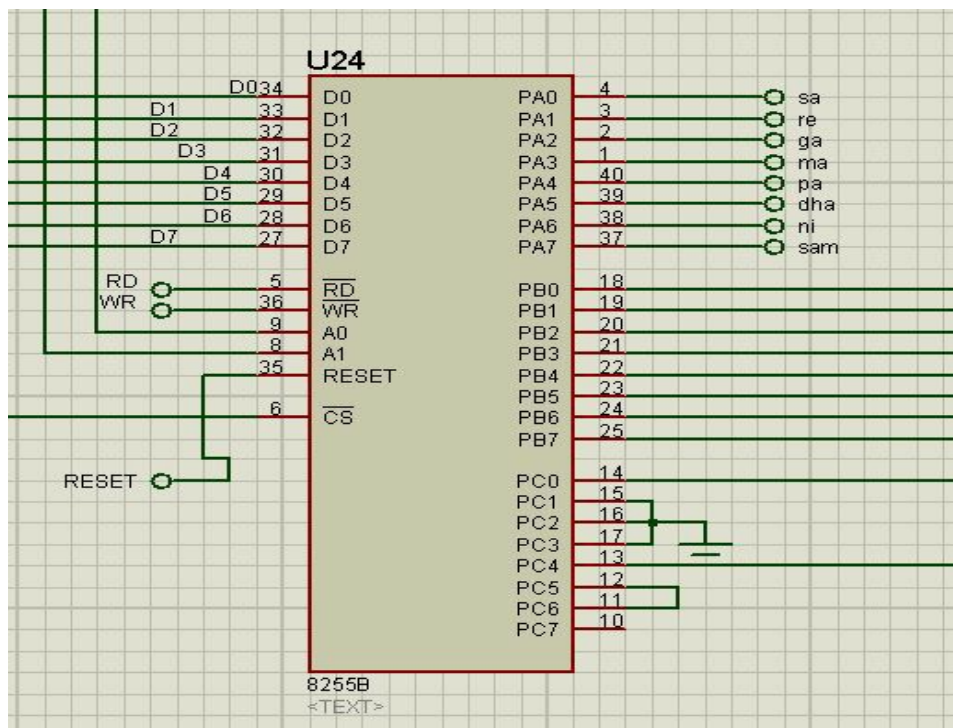 U24
D0 34 D0 PA0 4 sa
D1 33 D1 PA1 3 re
D2 32 D2 PA2 2 ga
D3 31 D3 PA3 1 ma
D4 30 D4 PA4 40 pa
D5 29 D5 PA5 39 dha
D6 28 D6 PA6 38 ni
D7 27 D7 PA7 37 sam
RD 5 RD PB0 18
WR 36 WR PB1 19
9 A0 PB2 20
8 A1 PB3 21
35 RESET PB4 22
PB5 23
6 CS PB6 24
PB7 25
RESET PC0 14
PC1 15
PC2 16
PC3 17
PC4 13
PC5 12
PC6 11
PC7 10
8255B
<TEXT>